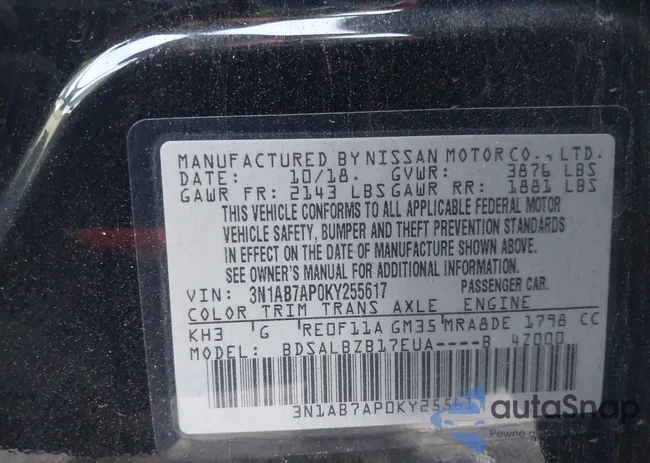 MANUFACTURED BY NISSAN MOTOR CO., LTD.
DATE: 10/18. GVWR: 3876 LBS
GAWR FR: 2143 LBS GAWR RR: 1881 LBS
THIS VEHICLE CONFORMS TO ALL APPLICABLE FEDERAL MOTOR
VEHICLE SAFETY, BUMPER AND THEFT PREVENTION STANDARDS
IN EFFECT ON THE DATE OF MANUFACTURE SHOWN ABOVE.
SEE OWNER'S MANUAL FOR ADDITIONAL INFORMATION.
VIN: 3N1AB7AP0KY255617 PASSENGER CAR.
COLOR TRIM TRANS AXLE ENGINE
KH3 G RE0F11A GM35 MRA8DE 1798 CC
MODEL: BDSALBZB17EUA----B 4Z000
3N1AB7AP0KY255617
autoSnap